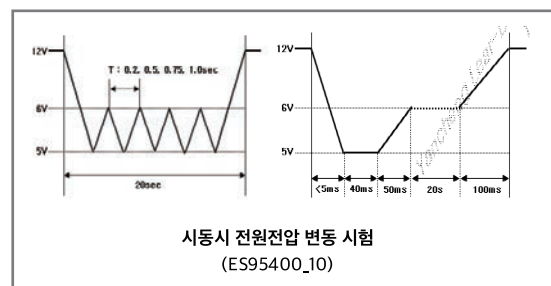 12V
T : 0.2, 0.5, 0.75, 1.0sec
6V
5V
20sec
12V
6V
5V
<5ms 40ms 50ms 20s 100ms
시동시 전원전압 변동 시험
(ES95400_10)